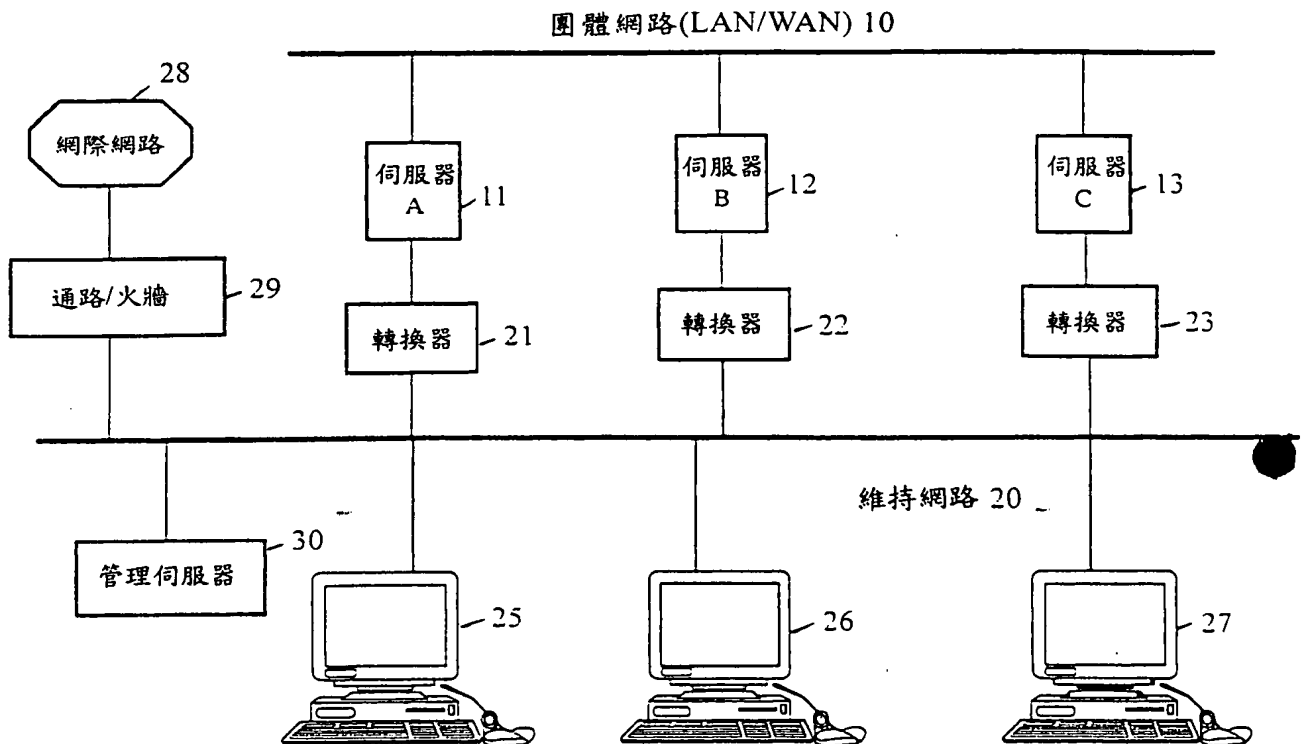 團體網路(LAN/WAN) 10
28
網際網路
伺服器
A
11
伺服器
B
12
伺服器
C
13
通路/火牆
29
轉換器
21
轉換器
22
轉換器
23
維持網路 20
管理伺服器
30
25
26
27